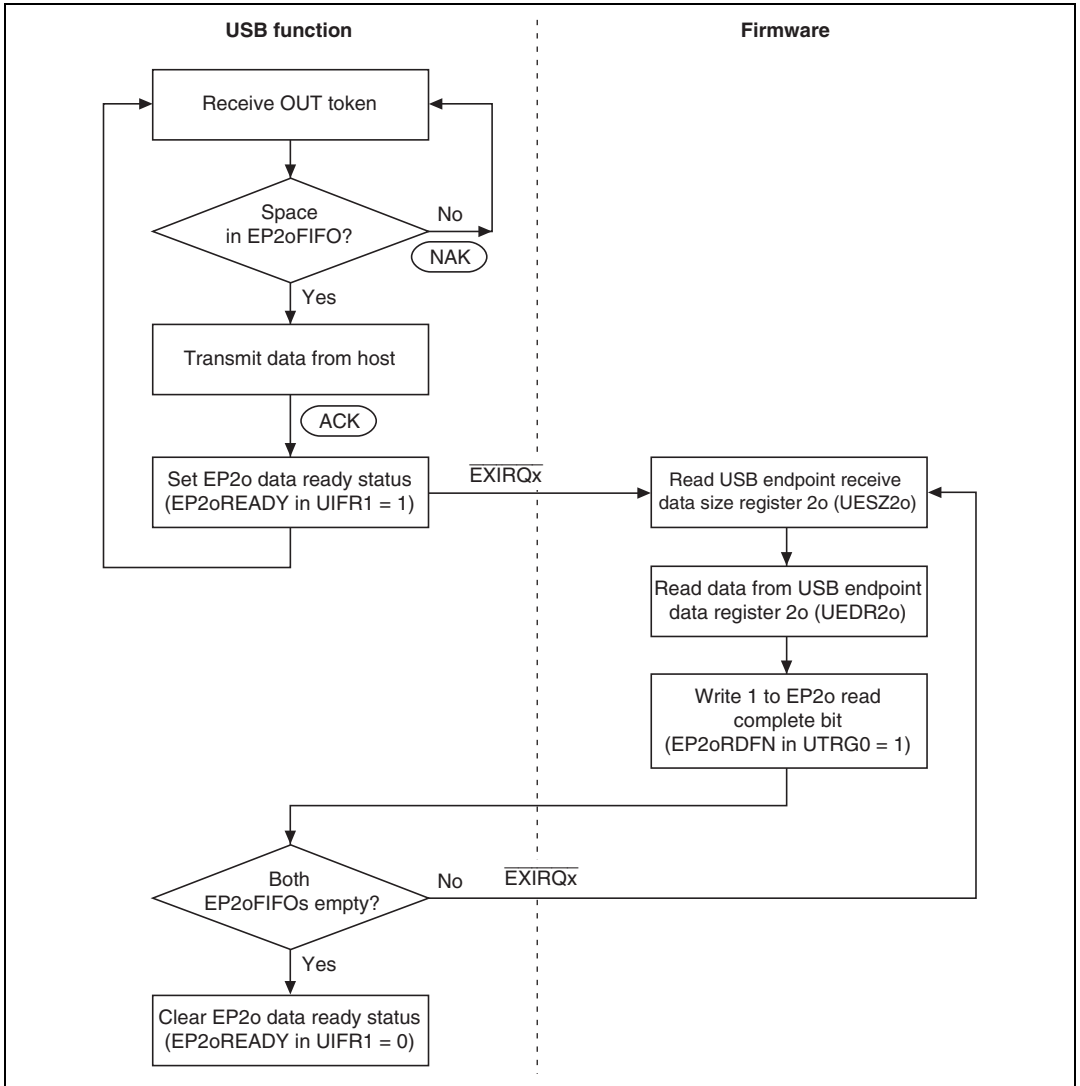 USB function
Firmware
Receive OUT token
Space
in EP2oFIFO?
No
NAK
Yes
Transmit data from host
ACK
Set EP2o data ready status
(EP2oREADY in UIFR1 = 1)
EXIRQx
Read USB endpoint receive
data size register 2o (UESZ2o)
Read data from USB endpoint
data register 2o (UEDR2o)
Write 1 to EP2o read
complete bit
(EP2oRDFN in UTRG0 = 1)
Both
EP2oFIFOs empty?
No
EXIRQx
Yes
Clear EP2o data ready status
(EP2oREADY in UIFR1 = 0)